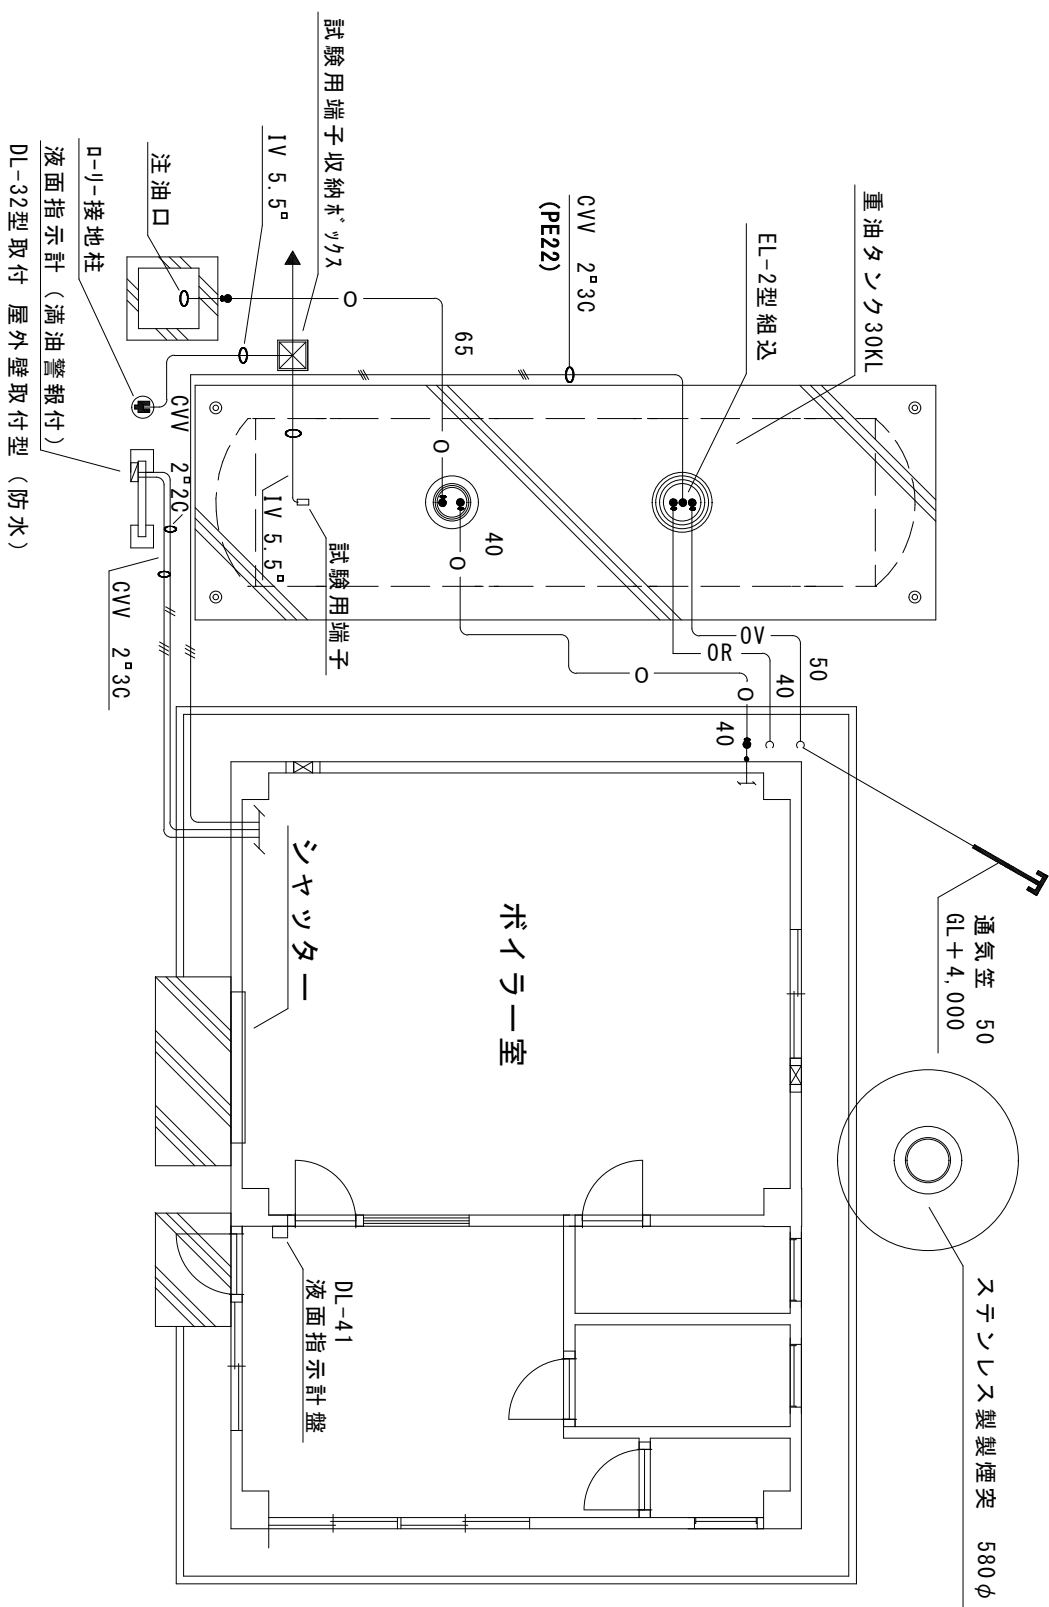 重油タンク30KL
EL-2型組込
CVV 2□3C
(PE22)
試験用端子収納ボックス
IV 5.5□
注油口
ローリー接地柱
液面指示計(満油警報付)
DL-32型取付 屋外壁取付型(防水)
65
O
O
40
O
O
O
40
OV
OR
50
40
IV 5.5□
試験用端子
CVV 2□2C
CVV 2□3C
通気笠 50
GL+4,000
ステンレス製製煙突 580φ
ボイラー室
シャッター
DL-41
液面指示計盤